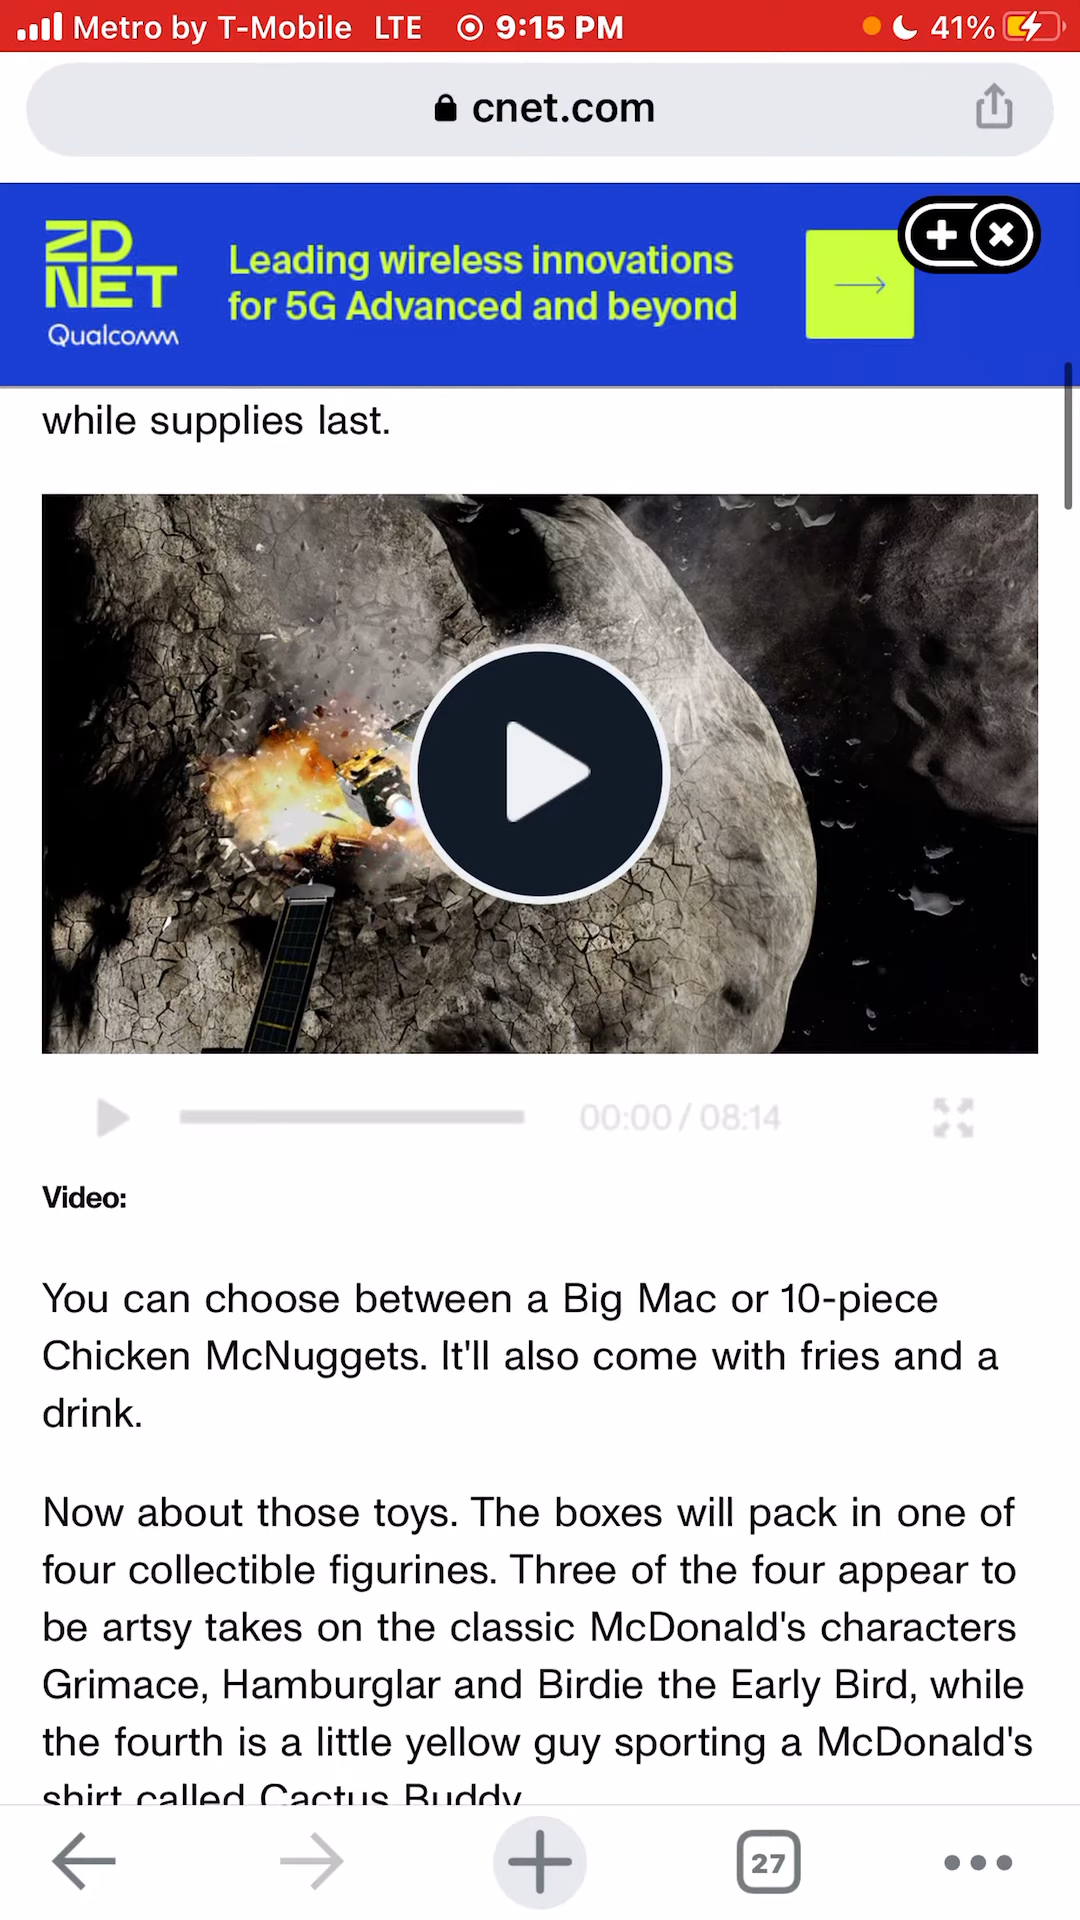 Metro by T-Mobile LTE 9:15 PM 41%
cnet.com
ZD
NET
Qualcomm
Leading wireless innovations
for 5G Advanced and beyond
while supplies last.
00:00 / 08:14
Video:
You can choose between a Big Mac or 10-piece
Chicken McNuggets. It'll also come with fries and a
drink.
Now about those toys. The boxes will pack in one of
four collectible figurines. Three of the four appear to
be artsy takes on the classic McDonald's characters
Grimace, Hamburglar and Birdie the Early Bird, while
the fourth is a little yellow guy sporting a McDonald's
shirt called Cactus Buddy
27